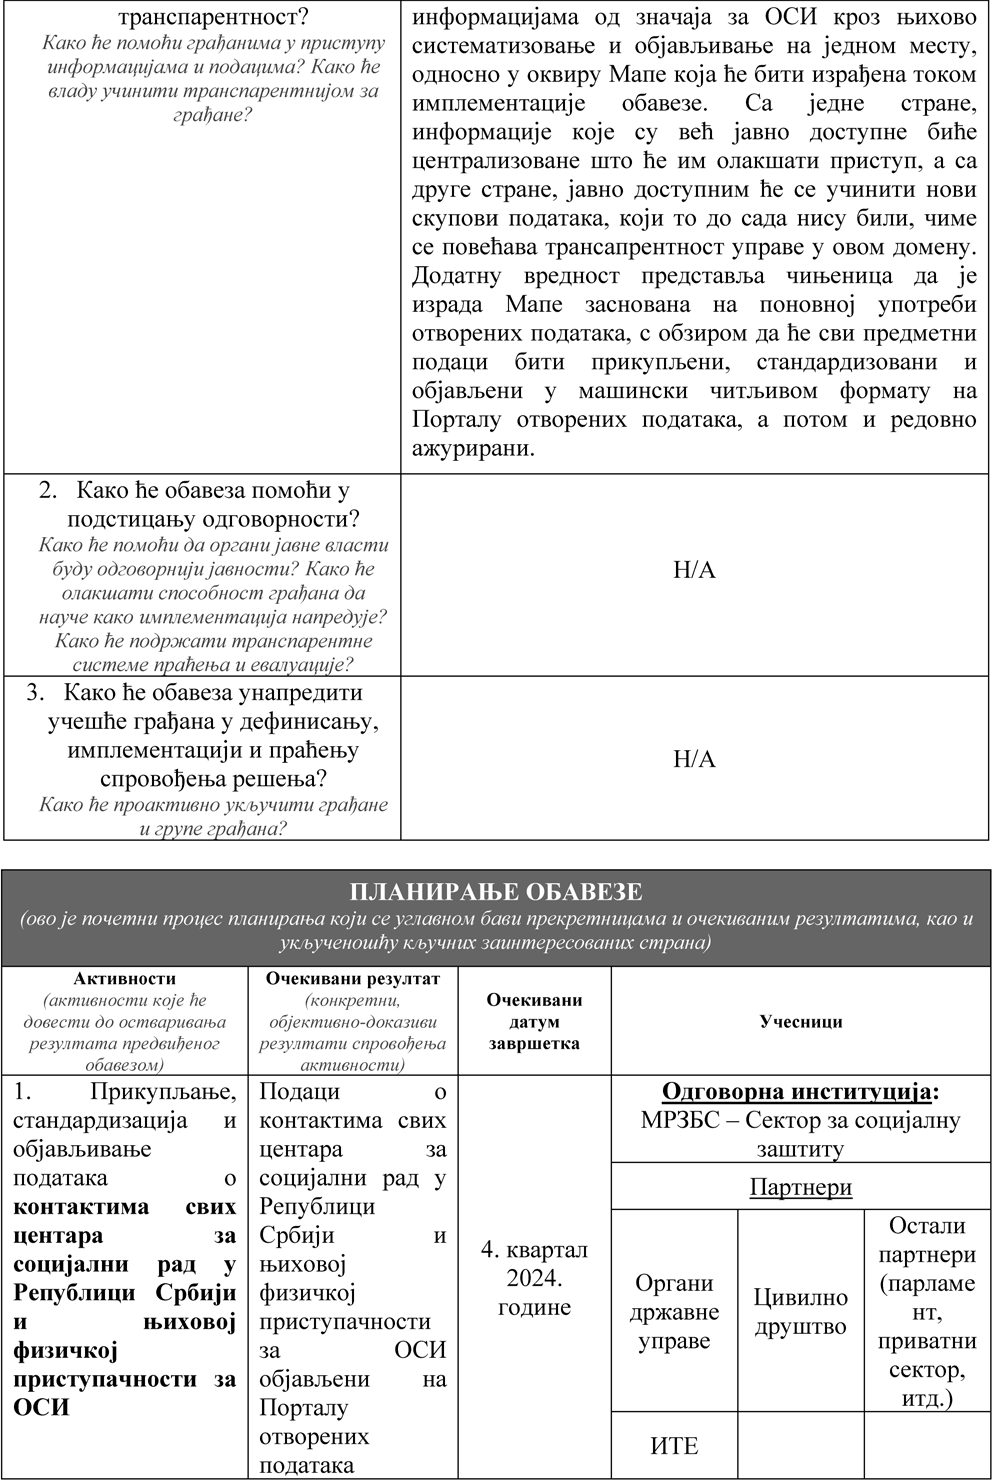 транспарентност?
Како ће помоћи грађанима у приступу
информацијама и подацима? Како ће
владу учинити транспарентнијом за
грађане?
информацијама од значаја за ОСИ кроз њихово
систематизовање и објављивање на једном месту,
односно у оквиру Мапе која ће бити израђена током
имплементације обавезе. Са једне стране,
информације које су већ јавно доступне биће
централизоване што ће им олакшати приступ, а са
друге стране, јавно доступним ће се учинити нови
скупови података, који то до сада нису били, чиме
се повећава трансапрентност управе у овом домену.
Додатну вредност представља чињеница да је
израда Мапе заснована на поновној употреби
отворених података, с обзиром да ће сви предметни
подаци бити прикупљени, стандардизовани и
објављени у машински читљивом формату на
Порталу отворених података, а потом и редовно
ажурирани.
2. Како ће обавеза помоћи у
подстицању одговорности?
Како ће помоћи да органи јавне власти
буду одговорнији јавности? Како ће
олакшати способност грађана да
науче како имплементација напредује?
Како ће подржати транспарентне
системе праћења и евалуације?
Н/А
3. Како ће обавеза унапредити
учешће грађана у дефинисању,
имплементацији и праћењу
спровођења решења?
Како ће проактивно укључити грађане
и групе грађана?
Н/А
ПЛАНИРАЊЕ ОБАВЕЗЕ
(ово је почетни процес планирања који се углавном бави прекретницама и очекиваним резултатима, као и
укљученошћу кључних заинтересованих страна)
Активности
(активности које ће
довести до остваривања
резултата предвиђеног
обавезом)
Очекивани резултат
(конкретни,
објективно-доказиви
резултати спровођења
активности)
Очекивани
датум
завршетка
Учесници
1. Прикупљање,
стандардизација и
објављивање
података о
контактима свих
центара за
социјални рад у
Републици Србији
и њиховој
физичкој
приступачности за
ОСИ
Подаци о
контактима свих
центара за
социјални рад у
Републици
Србији и
њиховој
физичкој
приступачности
за ОСИ
објављени на
Порталу
отворених
података
4. квартал
2024.
године
Одговорна институција:
МРЗБС – Сектор за социјалну
заштиту
Партнери
Органи
државне
управе
Цивилно
друштво
Остали
партнери
(парламе
нт,
приватни
сектор,
итд.)
ИТЕ